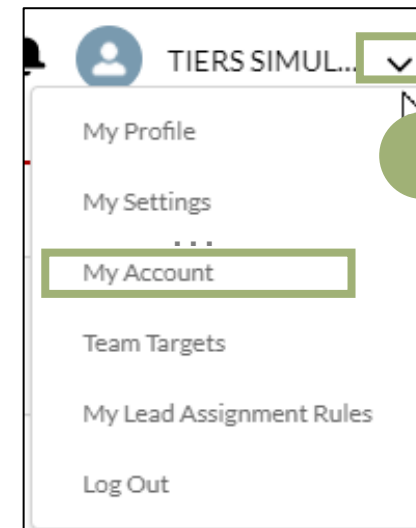 TIERS SIMUL...
My Profile
My Settings
...
My Account
Team Targets
My Lead Assignment Rules
Log Out